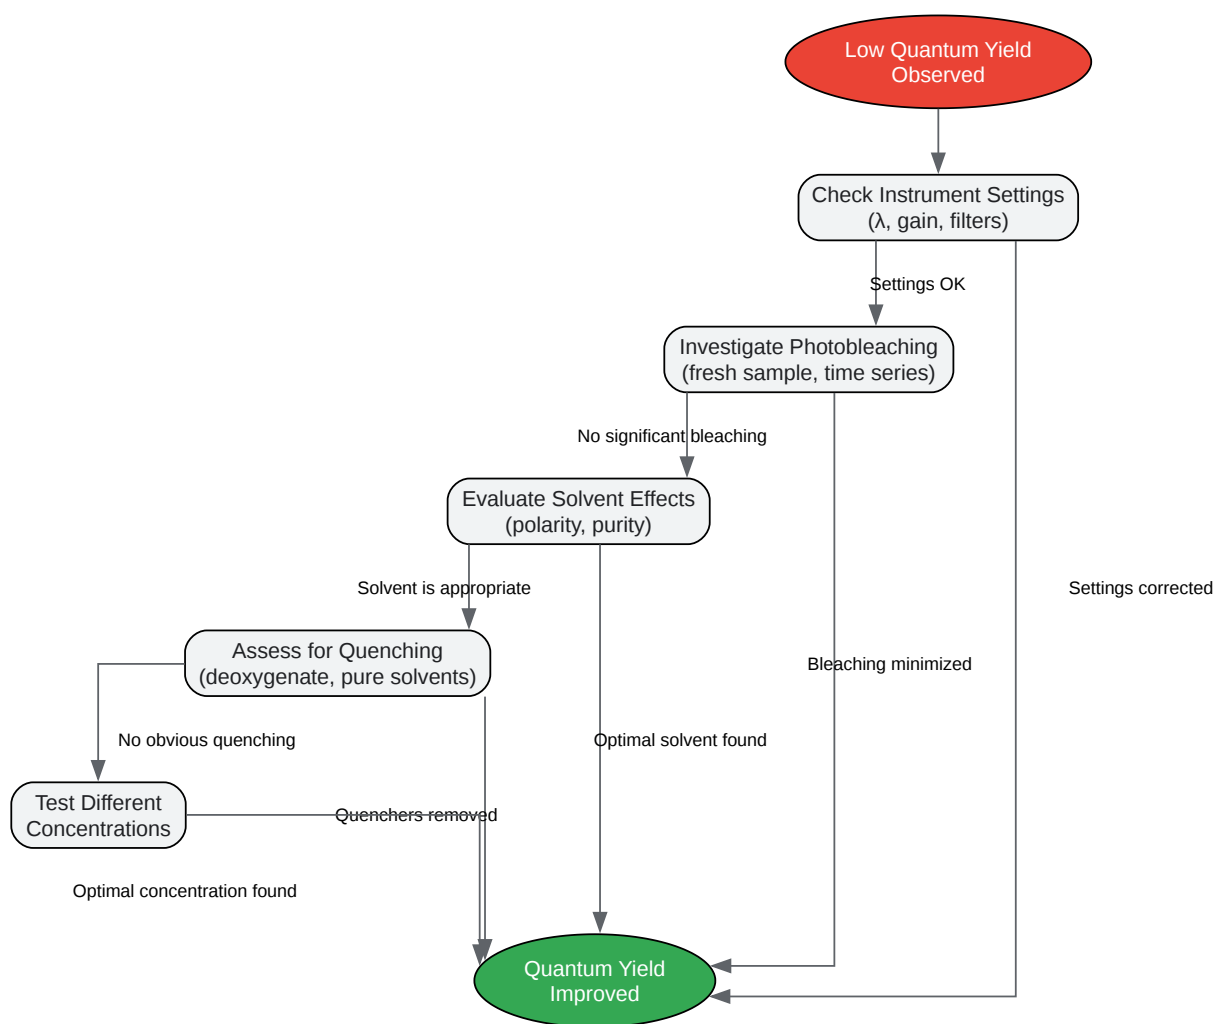 Low Quantum Yield
Observed
Check Instrument Settings
(λ, gain, filters)
Settings OK
Investigate Photobleaching
(fresh sample, time series)
No significant bleaching
Evaluate Solvent Effects
(polarity, purity)
Solvent is appropriate
Settings corrected
Assess for Quenching
(deoxygenate, pure solvents)
Bleaching minimized
No obvious quenching
Optimal solvent found
Test Different
Concentrations
Quenchers removed
Optimal concentration found
Quantum Yield
Improved